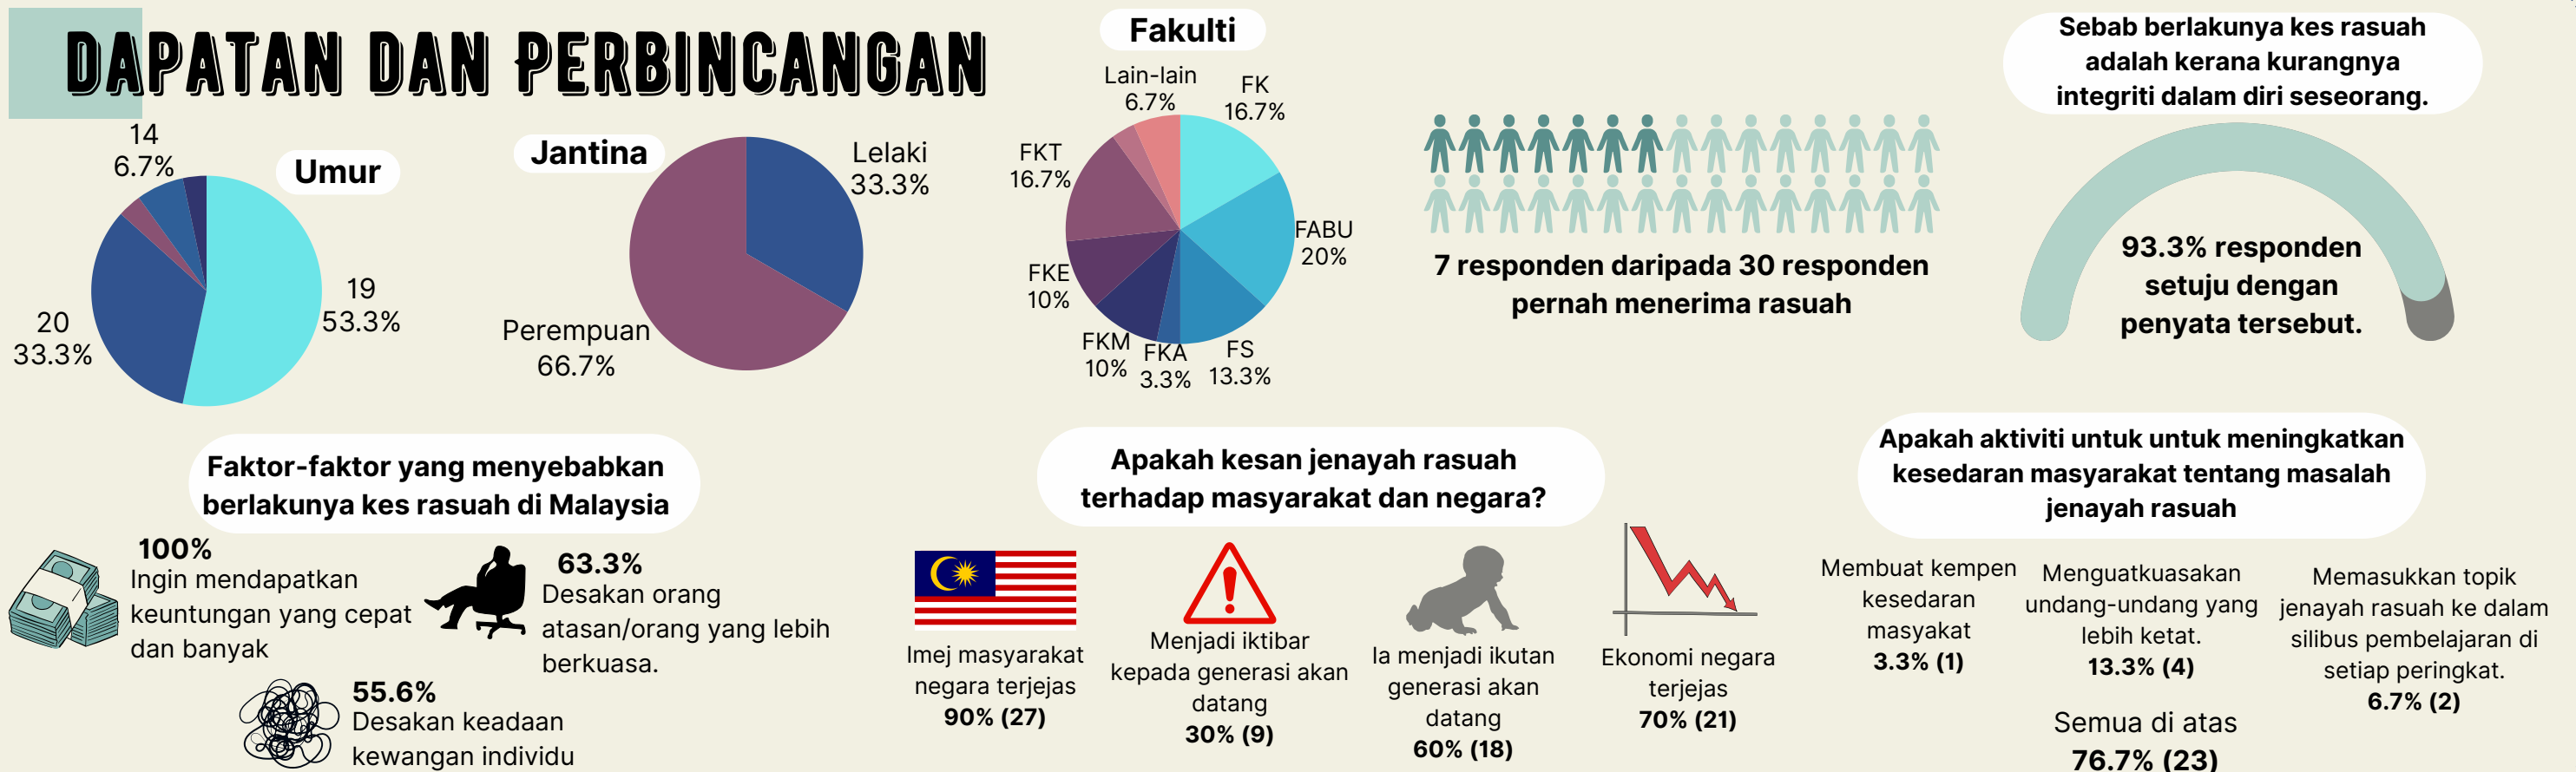 DAPATAN DAN PERBINCANGAN
14
6.7%
Umur
19
53.3%
20
33.3%
Jantina
Lelaki
33.3%
Perempuan
66.7%
Fakulti
Lain-lain
6.7%
FK
16.7%
FKT
16.7%
FABU
20%
FKE
10%
FKM
10%
FKA
3.3%
FS
13.3%
7 responden daripada 30 responden
pernah menerima rasuah
Sebab berlakunya kes rasuah
adalah kerana kurangnya
integriti dalam diri seseorang.
93.3% responden
setuju dengan
penyata tersebut.
Faktor-faktor yang menyebabkan
berlakunya kes rasuah di Malaysia
100%
Ingin mendapatkan
keuntungan yang cepat
dan banyak
63.3%
Desakan orang
atasan/orang yang lebih
berkuasa.
55.6%
Desakan keadaan
kewangan individu
Apakah kesan jenayah rasuah
terhadap masyarakat dan negara?
Imej masyarakat
negara terjejas
90% (27)
Menjadi iktibar
kepada generasi akan
datang
30% (9)
Ia menjadi ikutan
generasi akan
datang
60% (18)
Ekonomi negara
terjejas
70% (21)
Apakah aktiviti untuk untuk meningkatkan
kesedaran masyarakat tentang masalah
jenayah rasuah
Membuat kempen
kesedaran
masyakat
3.3% (1)
Menguatkuasakan
undang-undang yang
lebih ketat.
13.3% (4)
Memasukkan topik
jenayah rasuah ke dalam
silibus pembelajaran di
setiap peringkat.
6.7% (2)
Semua di atas
76.7% (23)